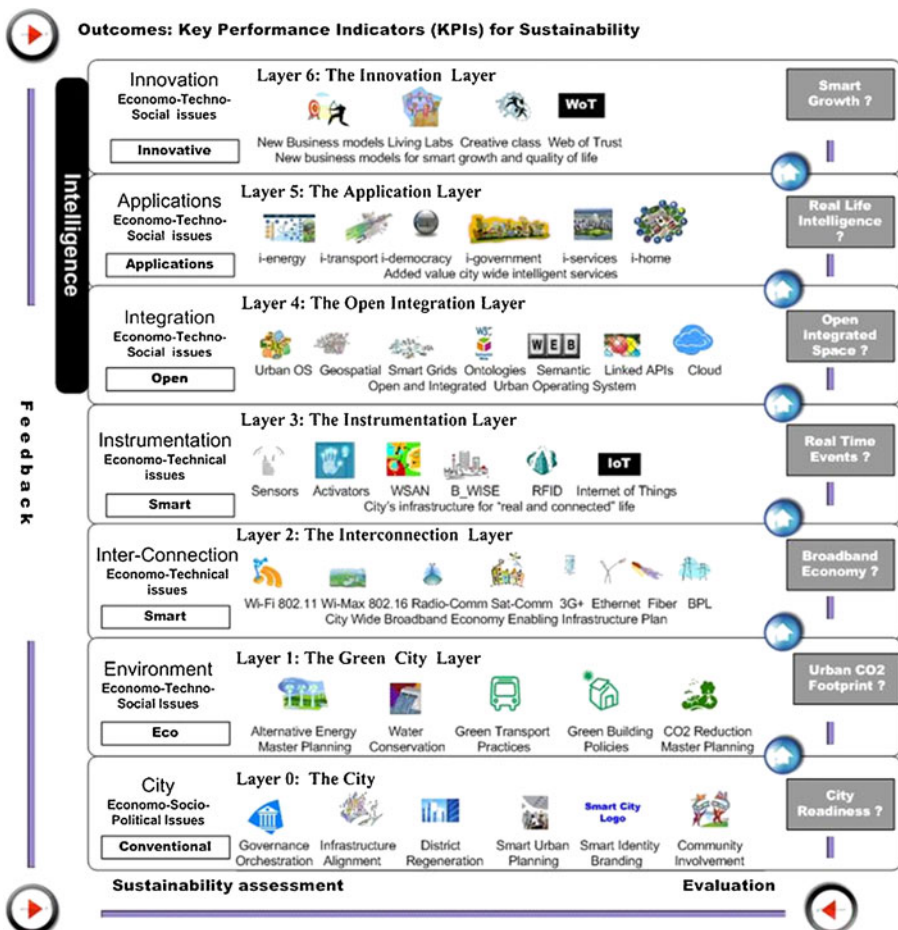 Outcomes: Key Performance Indicators (KPIs) for Sustainability
Intelligence
Feedback
Innovation
Economo-Techno-
Social issues
Innovative
Layer 6: The Innovation Layer
WoT
New Business models Living Labs Creative class Web of Trust
New business models for smart growth and quality of life
Smart
Growth ?
Applications
Economo-Techno-
Social issues
Applications
Layer 5: The Application Layer
i-energy i-transport i-democracy i-government i-services i-home
Added value city wide intelligent services
Real Life
Intelligence
?
Integration
Economo-Techno-
Social issues
Open
Layer 4: The Open Integration Layer
W3C
WEB
Urban OS Geospatial Smart Grids Ontologies Semantic Linked APIs Cloud
Open and Integrated Urban Operating System
Open
Integrated
Space ?
Instrumentation
Economo-Technical
issues
Smart
Layer 3: The Instrumentation Layer
IoT
Sensors Activators WSAN B_WISE RFID Internet of Things
City's infrastructure for "real and connected" life
Real Time
Events ?
Inter-Connection
Economo-Technical
issues
Smart
Layer 2: The Interconnection Layer
Wi-Fi 802.11 Wi-Max 802.16 Radio-Comm Sat-Comm 3G+ Ethernet Fiber BPL
City Wide Broadband Economy Enabling Infrastructure Plan
Broadband
Economy ?
Environment
Economo-Techno-
Social Issues
Eco
Layer 1: The Green City Layer
Alternative Energy
Master Planning
Water
Conservation
Green Transport
Practices
Green Building
Policies
CO2 Reduction
Master Planning
Urban CO2
Footprint ?
City
Economo-Socio-
Political Issues
Conventional
Layer 0: The City
Smart City
Logo
Governance
Orchestration
Infrastructure
Alignment
District
Regeneration
Smart Urban
Planning
Smart Identity
Branding
Community
Involvement
City
Readiness ?
Sustainability assessment
Evaluation